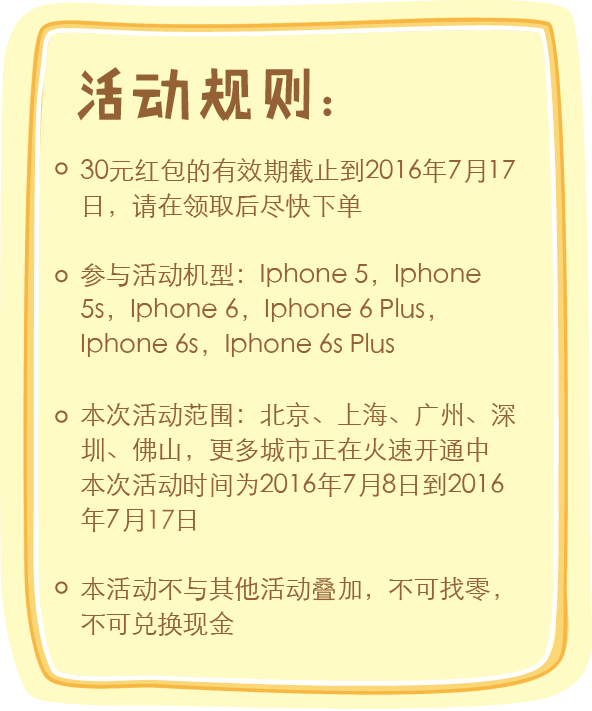 活动规则：
30元红包的有效期截止到2016年7月17
日，请在领取后尽快下单
参与活动机型：Iphone 5，Iphone
5s，Iphone 6，Iphone 6 Plus，
Iphone 6s，Iphone 6s Plus
本次活动范围：北京、上海、广州、深
圳、佛山，更多城市正在火速开通中
本次活动时间为2016年7月8日到2016
年7月17日
本活动不与其他活动叠加，不可找零，
不可兑换现金